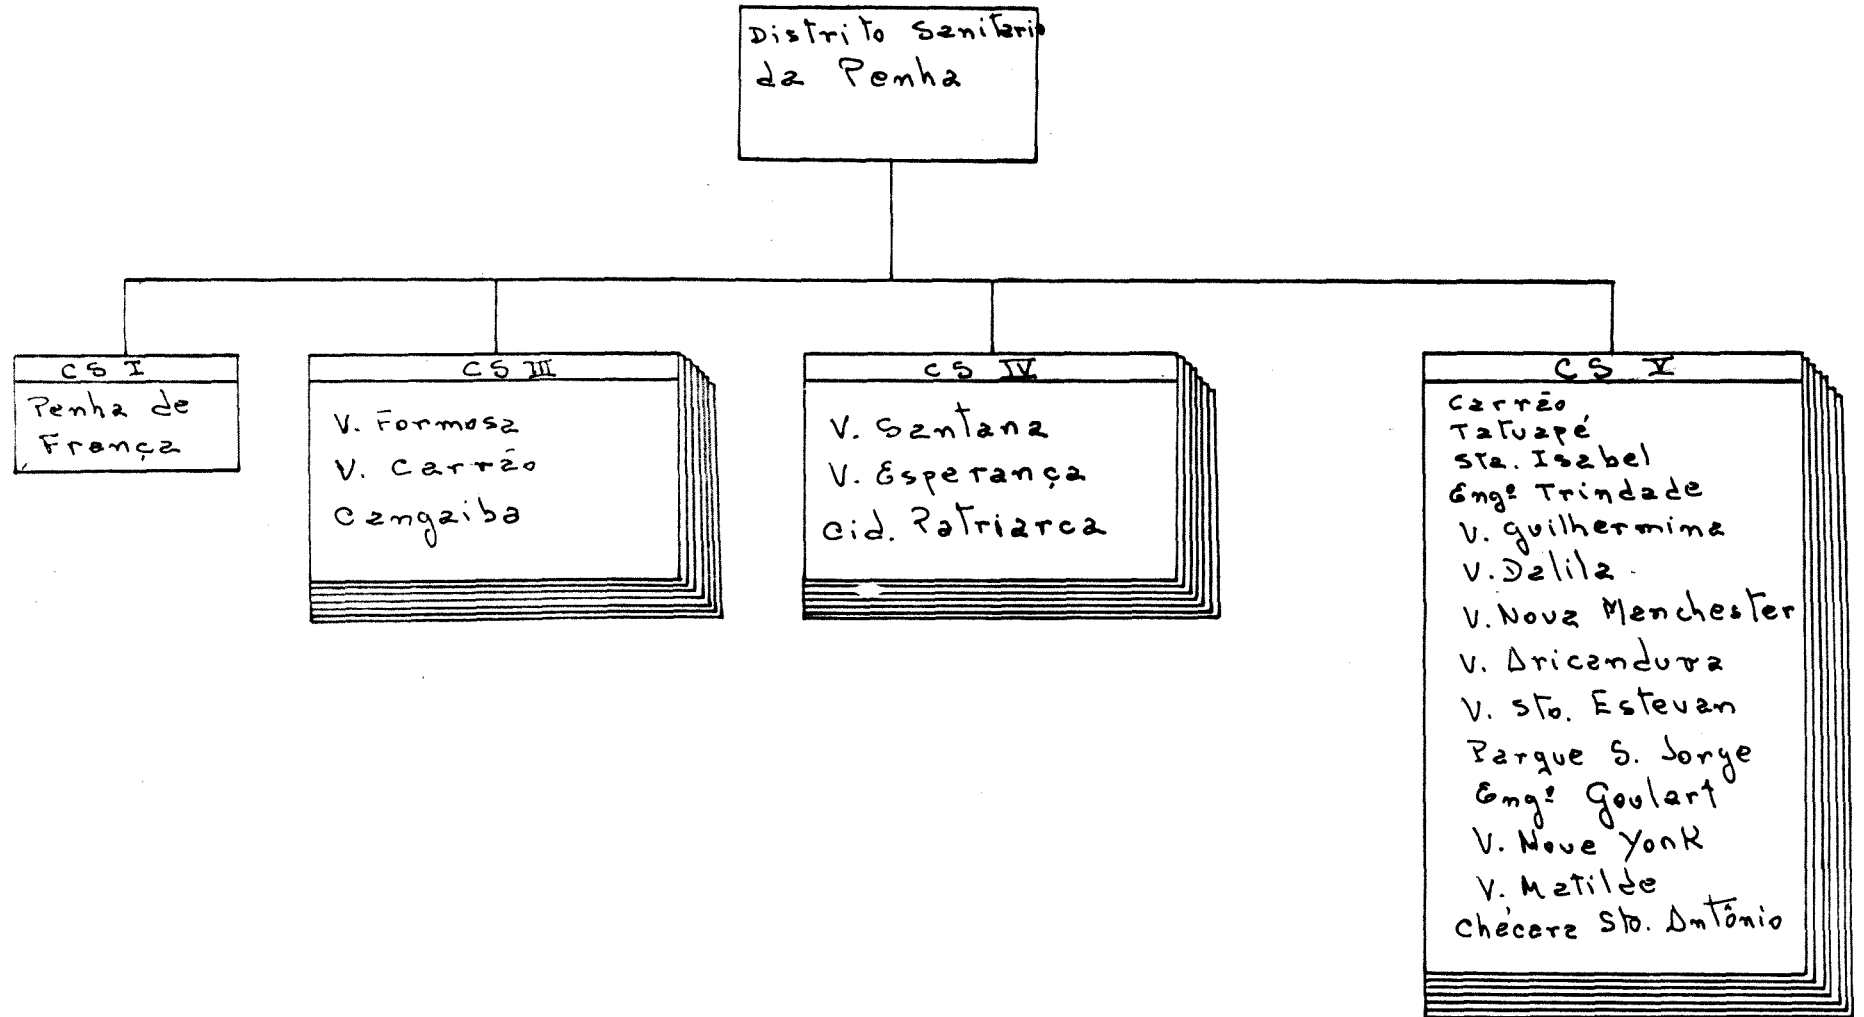 Distrito Sanitario
da Penha
CS I
Penha de
França
CS III
V. Formosa
V. Carrão
Cangaiba
CS IV
V. Santana
V. Esperança
Cid. Patriarca
CS V
Carrão
Tatuapé
Sta. Isabel
Engº Trindade
V. Guilhermina
V. Dalila
V. Nova Manchester
V. Aricanduva
V. Sto. Estevan
Parque S. Jorge
Engº Goulart
V. Nova York
V. Matilde
Chácara Sto. Antônio